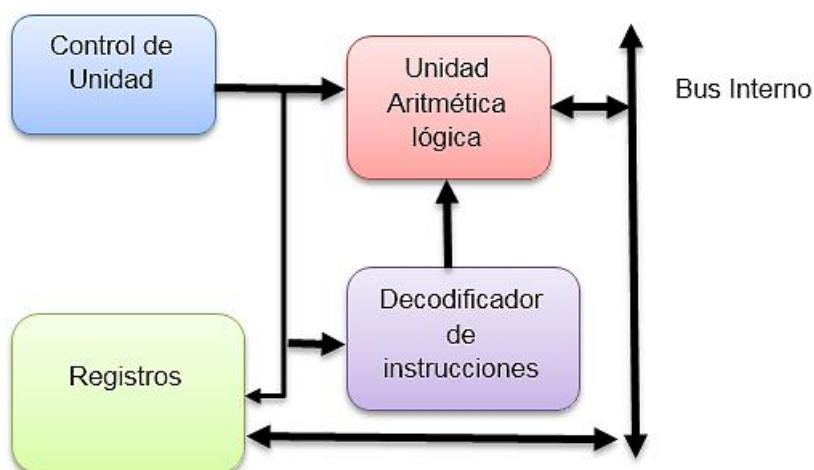 Control de
Unidad
Unidad
Aritmética
lógica
Bus Interno
Decodificador
de
instrucciones
Registros